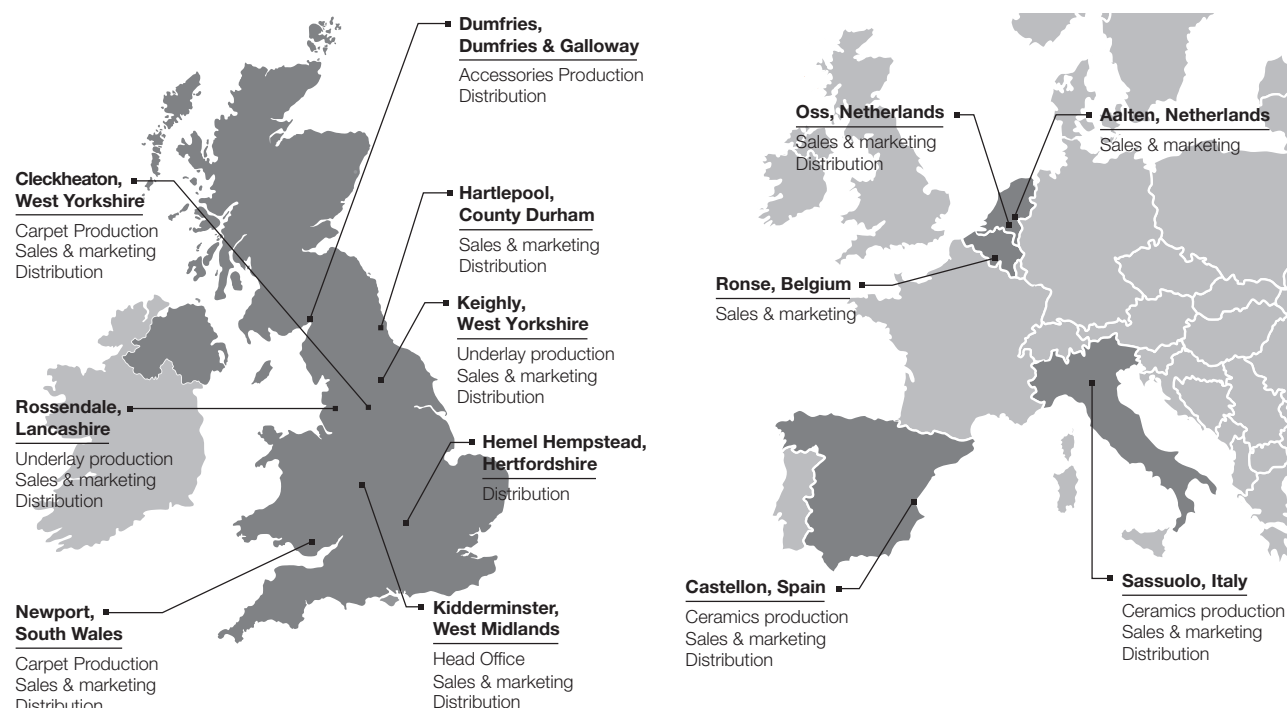 Dumfries,
Dumfries & Galloway
Accessories Production
Distribution
Cleckheaton,
West Yorkshire
Carpet Production
Sales & marketing
Distribution
Hartlepool,
County Durham
Sales & marketing
Distribution
Keighly,
West Yorkshire
Underlay production
Sales & marketing
Distribution
Rossendale,
Lancashire
Underlay production
Sales & marketing
Distribution
Hemel Hempstead,
Hertfordshire
Distribution
Newport,
South Wales
Carpet Production
Sales & marketing
Distribution
Kidderminster,
West Midlands
Head Office
Sales & marketing
Distribution
Oss, Netherlands
Sales & marketing
Distribution
Aalten, Netherlands
Sales & marketing
Ronse, Belgium
Sales & marketing
Castellon, Spain
Ceramics production
Sales & marketing
Distribution
Sassuolo, Italy
Ceramics production
Sales & marketing
Distribution